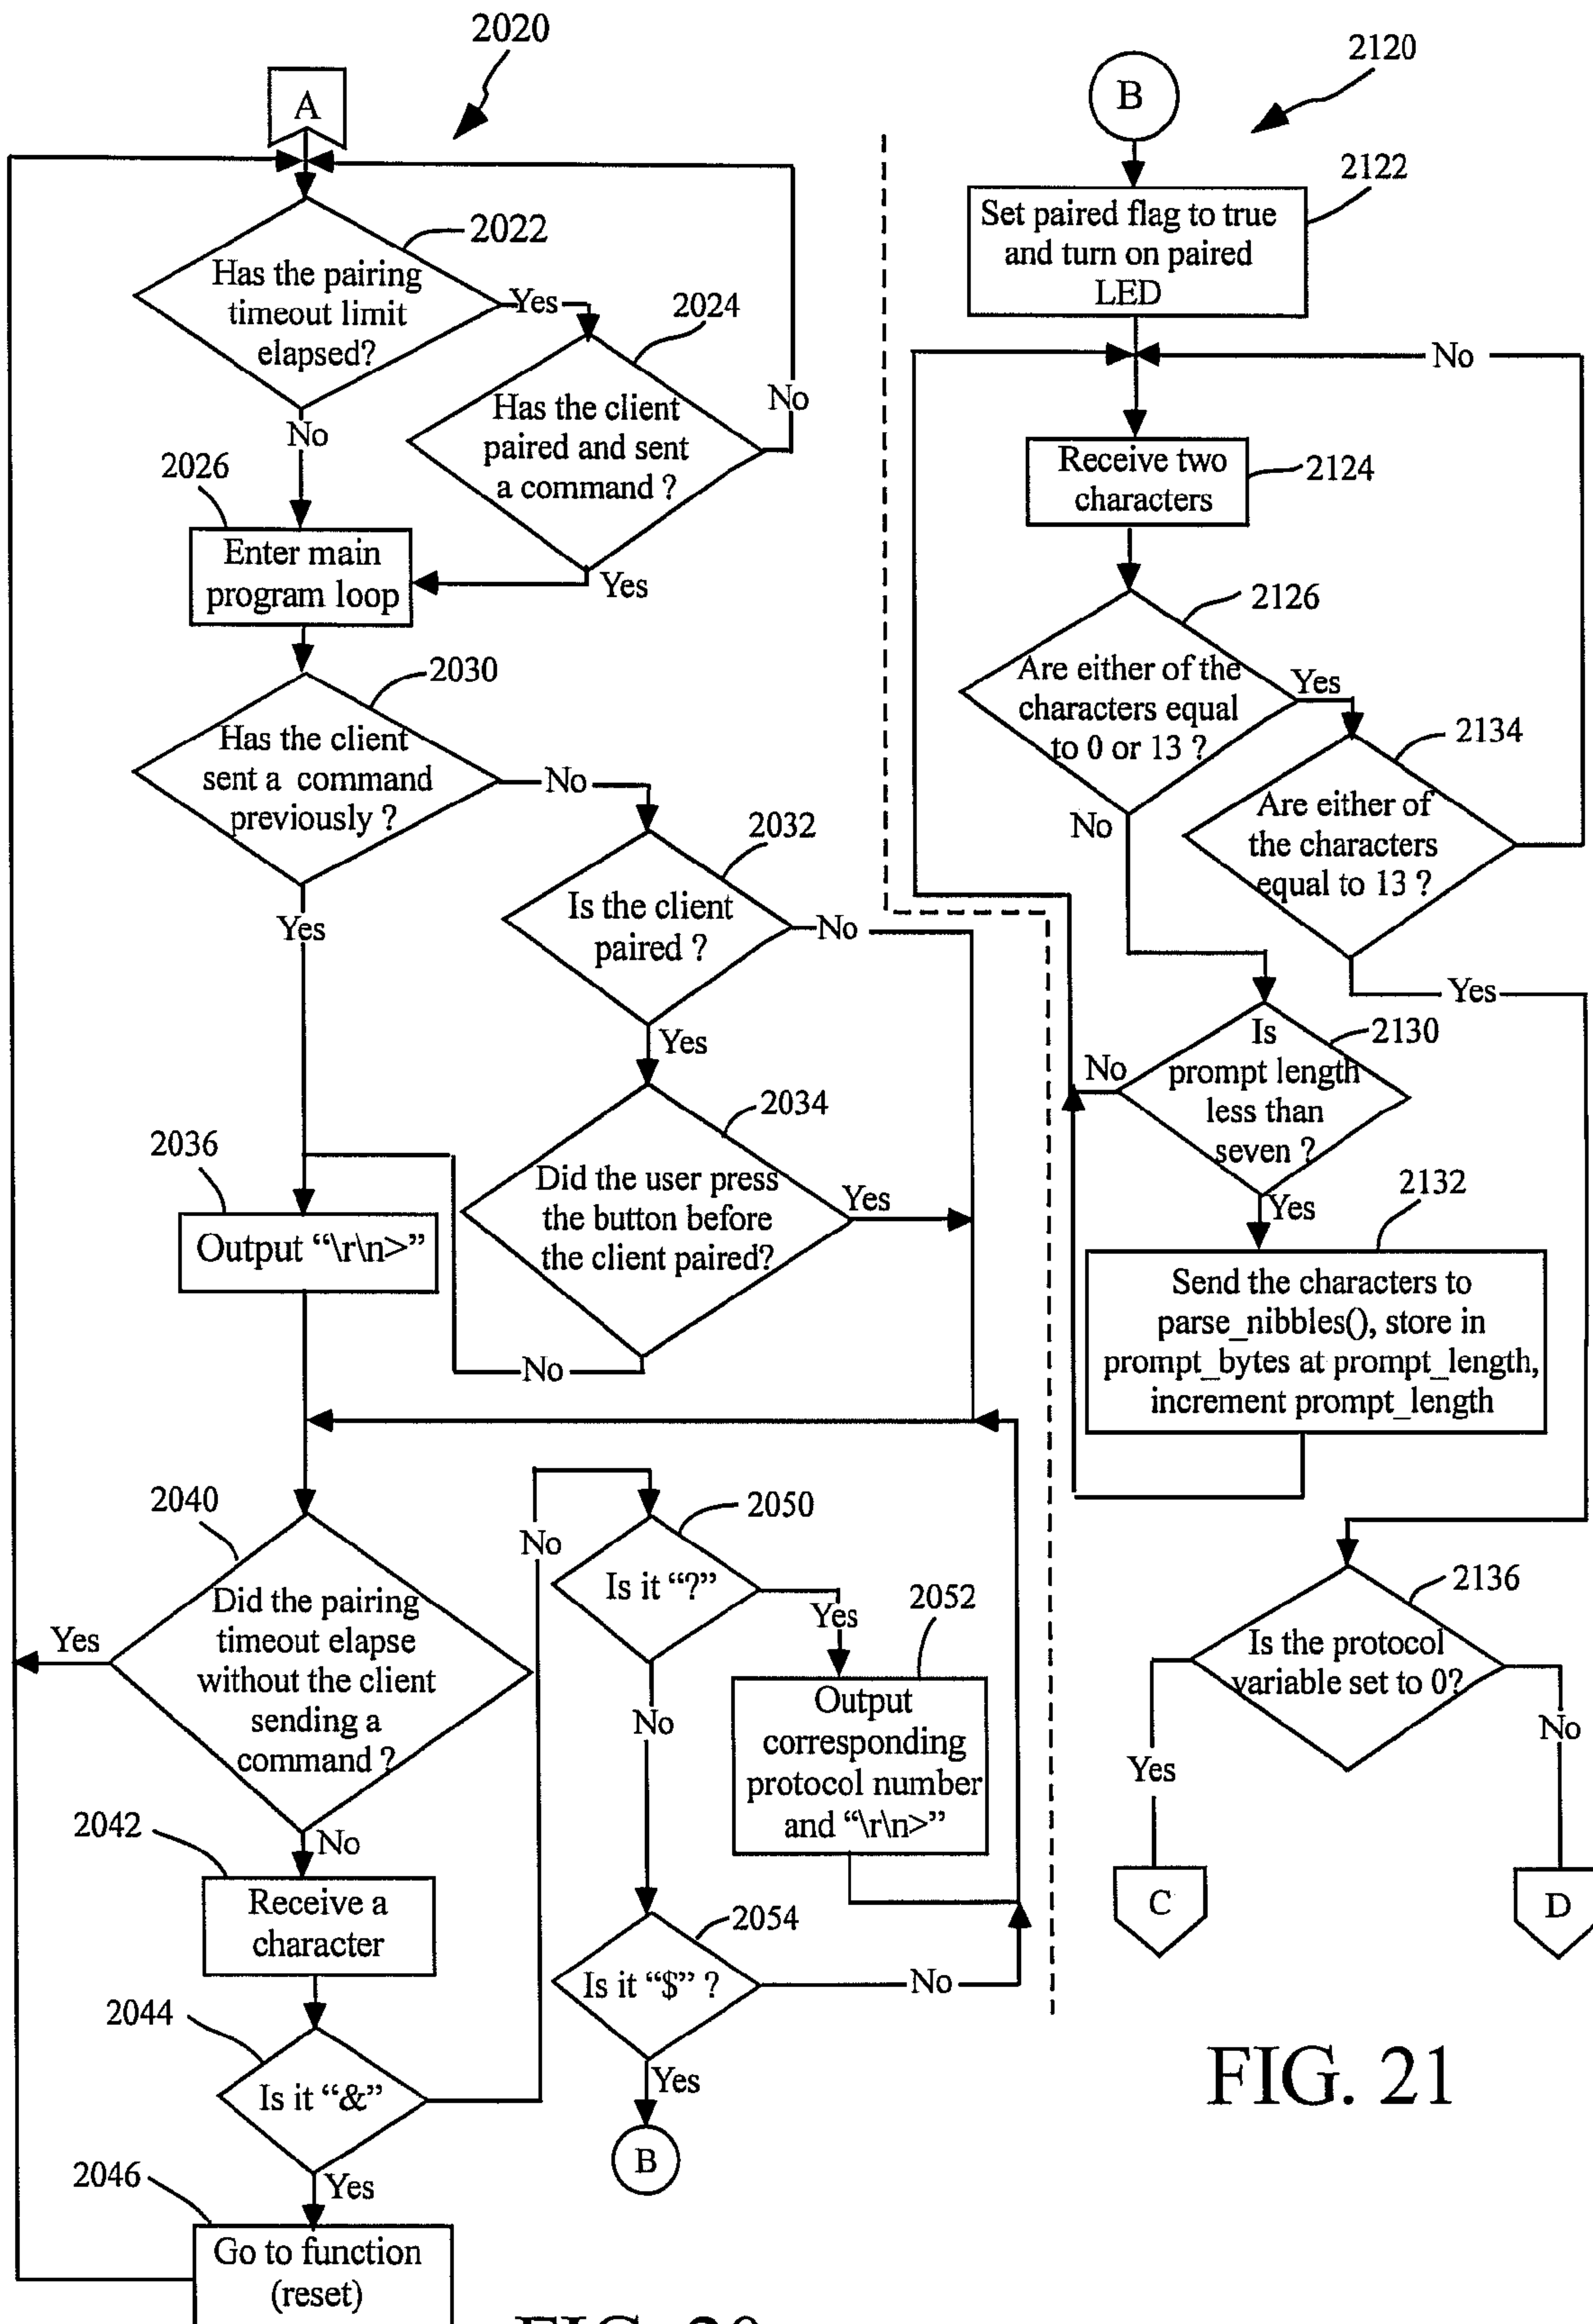 2020
A
2022
Has the pairing
timeout limit
elapsed?
Yes
No
2024
Has the client
paired and sent
a command ?
No
Yes
2026
Enter main
program loop
2030
Has the client
sent a command
previously ?
No
Yes
2032
Is the client
paired ?
No
Yes
2034
Did the user press
the button before
the client paired?
Yes
No
2036
Output “\r\n>”
2040
Did the pairing
timeout elapse
without the client
sending a
command ?
Yes
No
2042
Receive a
character
2044
Is it “&”
No
Yes
2046
Go to function
(reset)
2050
Is it “?”
Yes
No
2052
Output
corresponding
protocol number
and “\r\n>”
2054
Is it “$” ?
No
Yes
B
2120
B
2122
Set paired flag to true
and turn on paired
LED
No
2124
Receive two
characters
2126
Are either of the
characters equal
to 0 or 13 ?
Yes
No
2134
Are either of
the characters
equal to 13 ?
Yes
2130
Is
prompt length
less than
seven ?
No
Yes
2132
Send the characters to
parse_nibbles(), store in
prompt_bytes at prompt_length,
increment prompt_length
2136
Is the protocol
variable set to 0?
Yes
No
C
D
FIG. 21